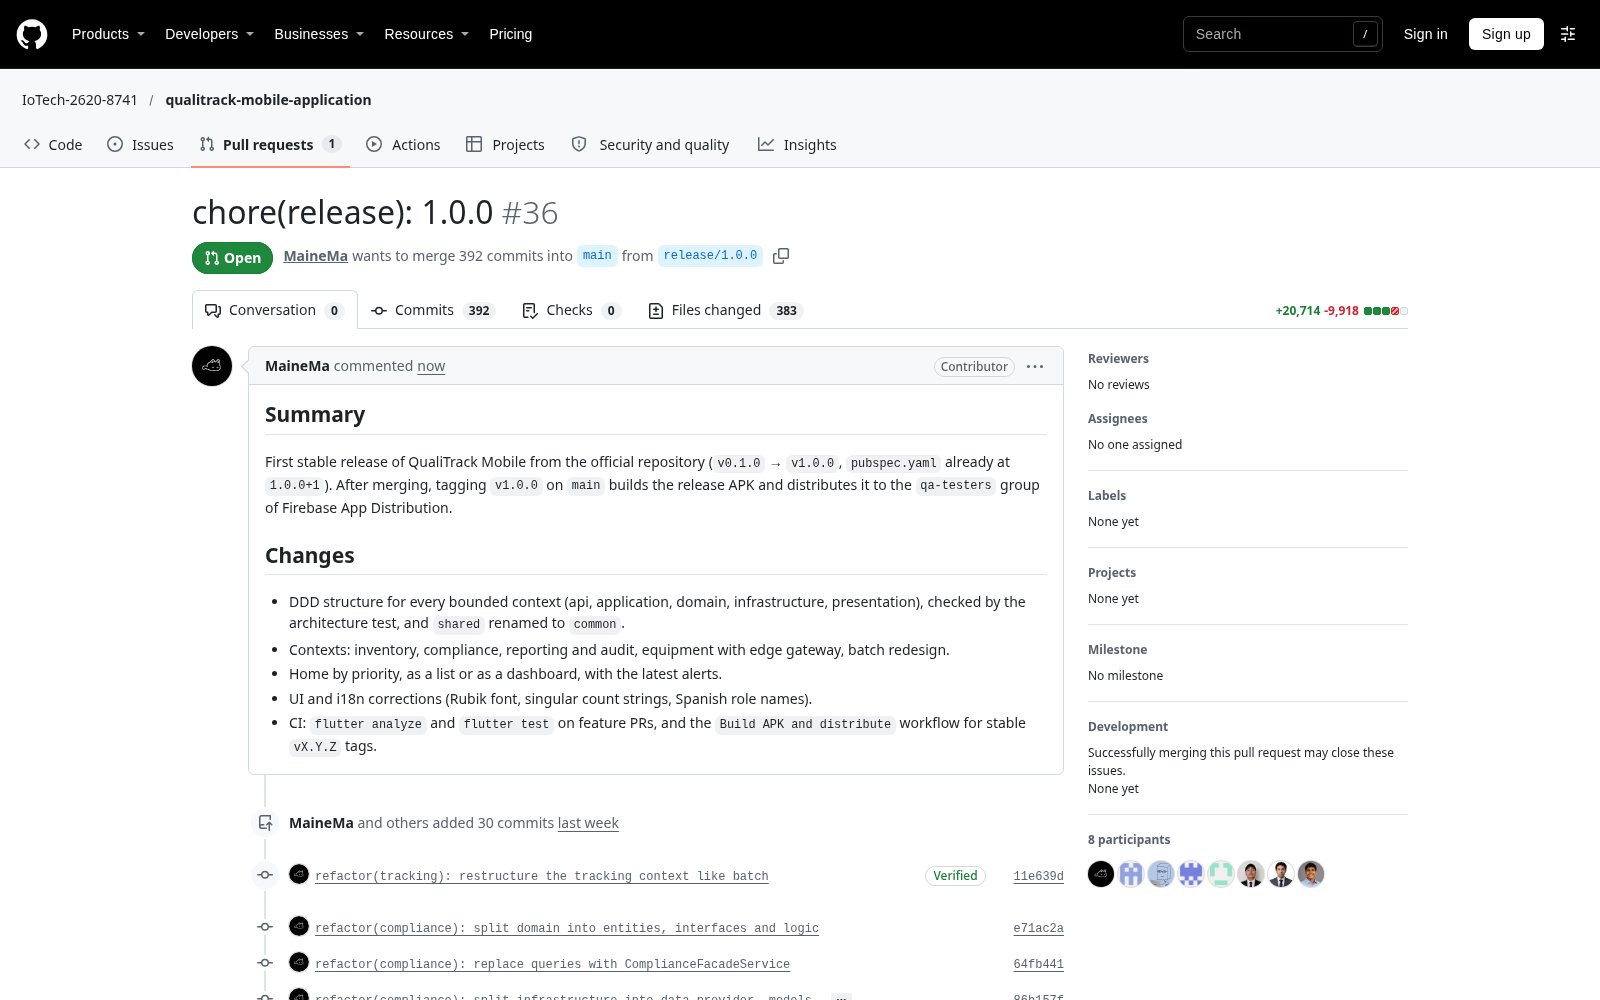 Products
Developers
Businesses
Resources
Pricing
Search
/
Sign in
Sign up
IoTech-2620-8741 / qualitrack-mobile-application
Code
Issues
Pull requests 1
Actions
Projects
Security and quality
Insights
chore(release): 1.0.0 #36
Open
MaineMa wants to merge 392 commits into main from release/1.0.0
Conversation 0
Commits 392
Checks 0
Files changed 383
+20,714 -9,918
MaineMa commented now
Contributor
Summary
First stable release of QualiTrack Mobile from the official repository ( v0.1.0 → v1.0.0 , pubspec.yaml already at
1.0.0+1 ). After merging, tagging v1.0.0 on main builds the release APK and distributes it to the qa-testers group
of Firebase App Distribution.
Changes
• DDD structure for every bounded context (api, application, domain, infrastructure, presentation), checked by the
architecture test, and shared renamed to common .
• Contexts: inventory, compliance, reporting and audit, equipment with edge gateway, batch redesign.
• Home by priority, as a list or as a dashboard, with the latest alerts.
• UI and i18n corrections (Rubik font, singular count strings, Spanish role names).
• CI: flutter analyze and flutter test on feature PRs, and the Build APK and distribute workflow for stable
vX.Y.Z tags.
MaineMa and others added 30 commits last week
refactor(tracking): restructure the tracking context like batch
Verified
11e639d
refactor(compliance): split domain into entities, interfaces and logic
e71ac2a
refactor(compliance): replace queries with ComplianceFacadeService
64fb441
refactor(compliance): split infrastructure into data provider, models … 
86b157f
Reviewers
No reviews
Assignees
No one assigned
Labels
None yet
Projects
None yet
Milestone
No milestone
Development
Successfully merging this pull request may close these
issues.
None yet
8 participants